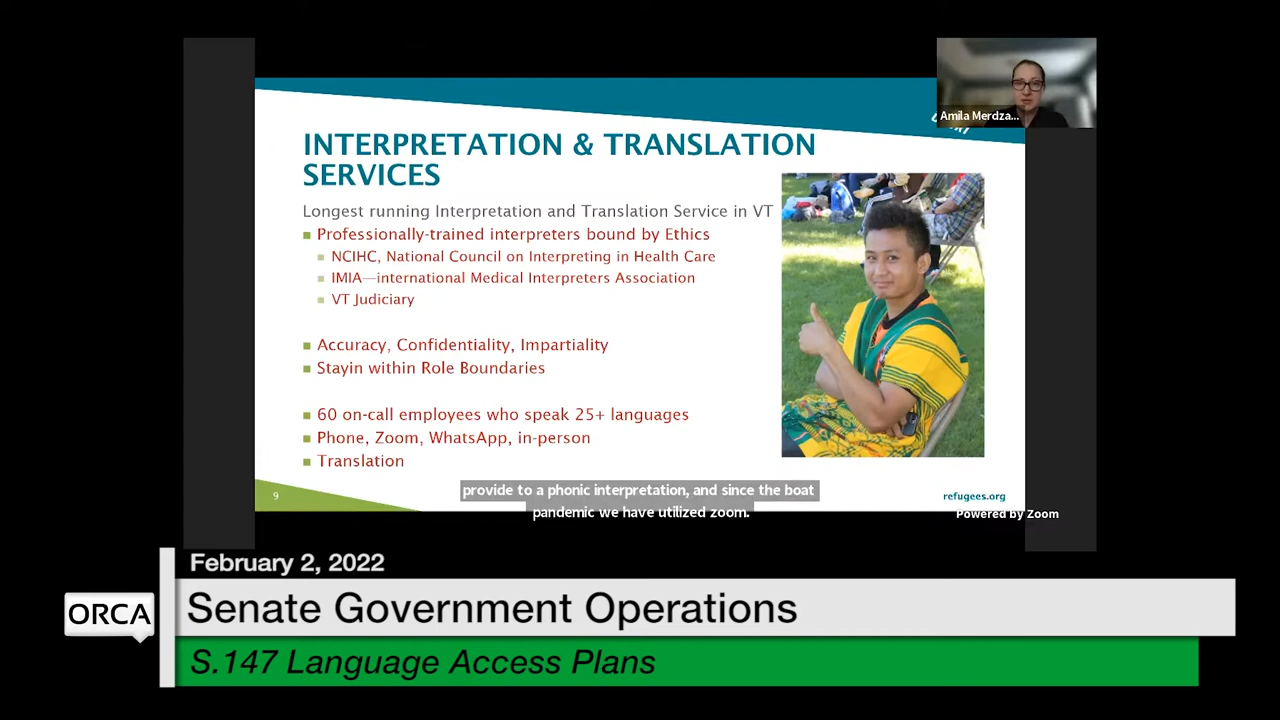 Amila Merdza...
INTERPRETATION & TRANSLATION
SERVICES
Longest running Interpretation and Translation Service in VT
Professionally-trained interpreters bound by Ethics
NCIHC, National Council on Interpreting in Health Care
IMIA—international Medical Interpreters Association
VT Judiciary
Accuracy, Confidentiality, Impartiality
Stayin within Role Boundaries
60 on-call employees who speak 25+ languages
Phone, Zoom, WhatsApp, in-person
Translation
provide to a phonic interpretation, and since the boat
pandemic we have utilized zoom.
9
refugees.org
Powered by Zoom
February 2, 2022
ORCA
Senate Government Operations
S.147 Language Access Plans